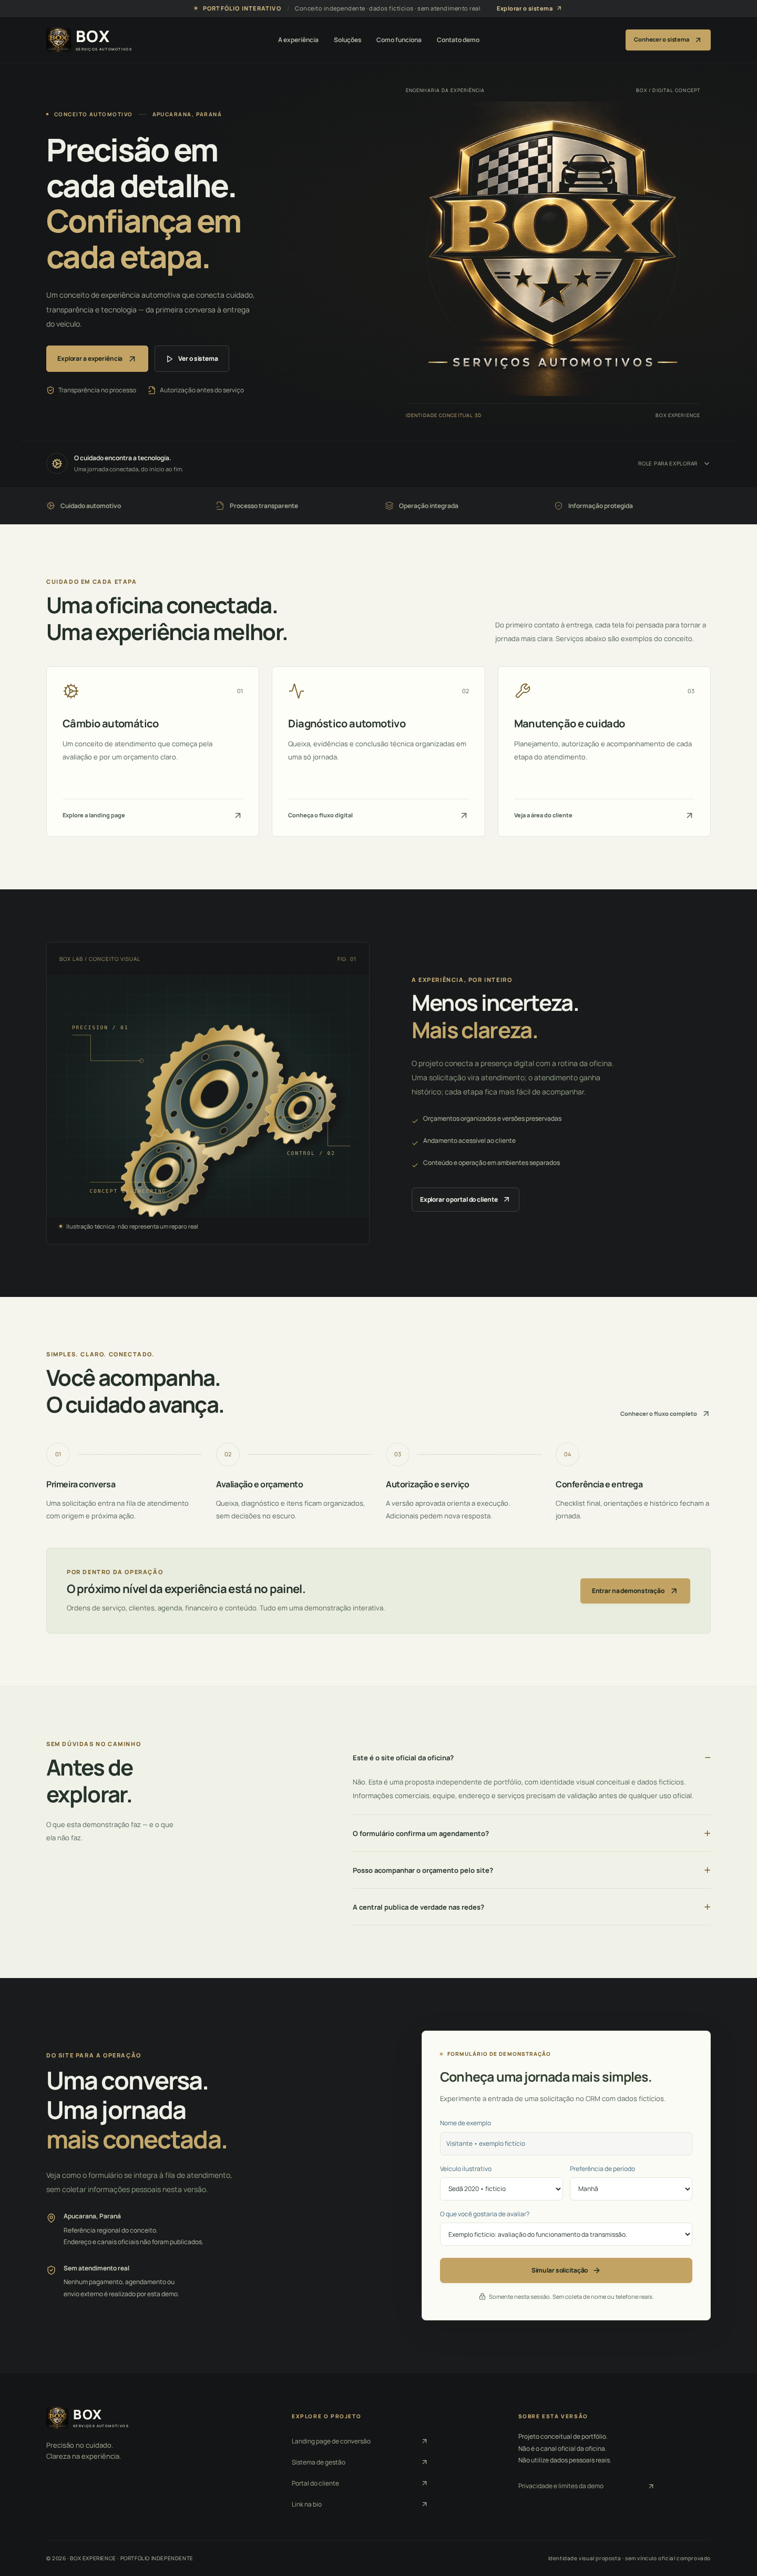 PORTFÓLIO INTERATIVO / Conceito independente · dados fictícios · sem atendimento real Explorar o sistema
BOX
SERVIÇOS AUTOMOTIVOS
A experiência Soluções Como funciona Contato demo
Conhecer o sistema
ENGENHARIA DA EXPERIÊNCIA
BOX / DIGITAL CONCEPT
CONCEITO AUTOMOTIVO — APUCARANA, PARANÁ
Precisão em
cada detalhe.
Confiança em
cada etapa.
Um conceito de experiência automotiva que conecta cuidado,
transparência e tecnologia — da primeira conversa à entrega
do veículo.
Explorar a experiência
Ver o sistema
Transparência no processo
Autorização antes do serviço
BOX
SERVIÇOS AUTOMOTIVOS
IDENTIDADE CONCEITUAL 3D
BOX EXPERIENCE
O cuidado encontra a tecnologia.
Uma jornada conectada, do início ao fim.
ROLE PARA EXPLORAR
Cuidado automotivo
Processo transparente
Operação integrada
Informação protegida
CUIDADO EM CADA ETAPA
Uma oficina conectada.
Uma experiência melhor.
Do primeiro contato à entrega, cada tela foi pensada para tornar a
jornada mais clara. Serviços abaixo são exemplos do conceito.
01
Câmbio automático
Um conceito de atendimento que começa pela
avaliação e por um orçamento claro.
Explore a landing page
02
Diagnóstico automotivo
Queixa, evidências e conclusão técnica organizadas em
uma só jornada.
Conheça o fluxo digital
03
Manutenção e cuidado
Planejamento, autorização e acompanhamento de cada
etapa do atendimento.
Veja a área do cliente
BOX LAB / CONCEITO VISUAL
FIG. 01
PRECISION / 01
CONTROL / 02
Ilustração técnica · não representa um reparo real
A EXPERIÊNCIA, POR INTEIRO
Menos incerteza.
Mais clareza.
O projeto conecta a presença digital com a rotina da oficina.
Uma solicitação vira atendimento; o atendimento ganha
histórico; cada etapa fica mais fácil de acompanhar.
Orçamentos organizados e versões preservadas
Andamento acessível ao cliente
Conteúdo e operação em ambientes separados
Explorar o portal do cliente
SIMPLES. CLARO. CONECTADO.
Você acompanha.
O cuidado avança.
Conhecer o fluxo completo
01
Primeira conversa
Uma solicitação entra na fila de atendimento
com origem e próxima ação.
02
Avaliação e orçamento
Queixa, diagnóstico e itens ficam organizados,
sem decisões no escuro.
03
Autorização e serviço
A versão aprovada orienta a execução.
Adicionais pedem nova resposta.
04
Conferência e entrega
Checklist final, orientações e histórico fecham a
jornada.
POR DENTRO DA OPERAÇÃO
O próximo nível da experiência está no painel.
Ordens de serviço, clientes, agenda, financeiro e conteúdo. Tudo em uma demonstração interativa.
Entrar na demonstração
SEM DÚVIDAS NO CAMINHO
Antes de
explorar.
O que esta demonstração faz — e o que
ela não faz.
Este é o site oficial da oficina?
Não. Esta é uma proposta independente de portfólio, com identidade visual conceitual e dados fictícios.
Informações comerciais, equipe, endereço e serviços precisam de validação antes de qualquer uso oficial.
O formulário confirma um agendamento?
Posso acompanhar o orçamento pelo site?
A central publica de verdade nas redes?
DO SITE PARA A OPERAÇÃO
Uma conversa.
Uma jornada
mais conectada.
Veja como o formulário se integra à fila de atendimento,
sem coletar informações pessoais nesta versão.
Apucarana, Paraná
Referência regional do conceito.
Endereço e canais oficiais não foram publicados.
Sem atendimento real
Nenhum pagamento, agendamento ou
envio externo é realizado por esta demo.
FORMULÁRIO DE DEMONSTRAÇÃO
Conheça uma jornada mais simples.
Experimente a entrada de uma solicitação no CRM com dados fictícios.
Nome de exemplo
Visitante • exemplo fictício
Veículo ilustrativo
Preferência de período
Sedã 2020 • fictício
Manhã
O que você gostaria de avaliar?
Exemplo fictício: avaliação do funcionamento da transmissão.
Simular solicitação
Somente nesta sessão. Sem coleta de nome ou telefone reais.
BOX
SERVIÇOS AUTOMOTIVOS
Precisão no cuidado.
Clareza na experiência.
EXPLORE O PROJETO
Landing page de conversão
Sistema de gestão
Portal do cliente
Link na bio
SOBRE ESTA VERSÃO
Projeto conceitual de portfólio.
Não é o canal oficial da oficina.
Não utilize dados pessoais reais.
Privacidade e limites da demo
© 2026 · BOX EXPERIENCE · PORTFÓLIO INDEPENDENTE
Identidade visual proposta · sem vínculo oficial comprovado